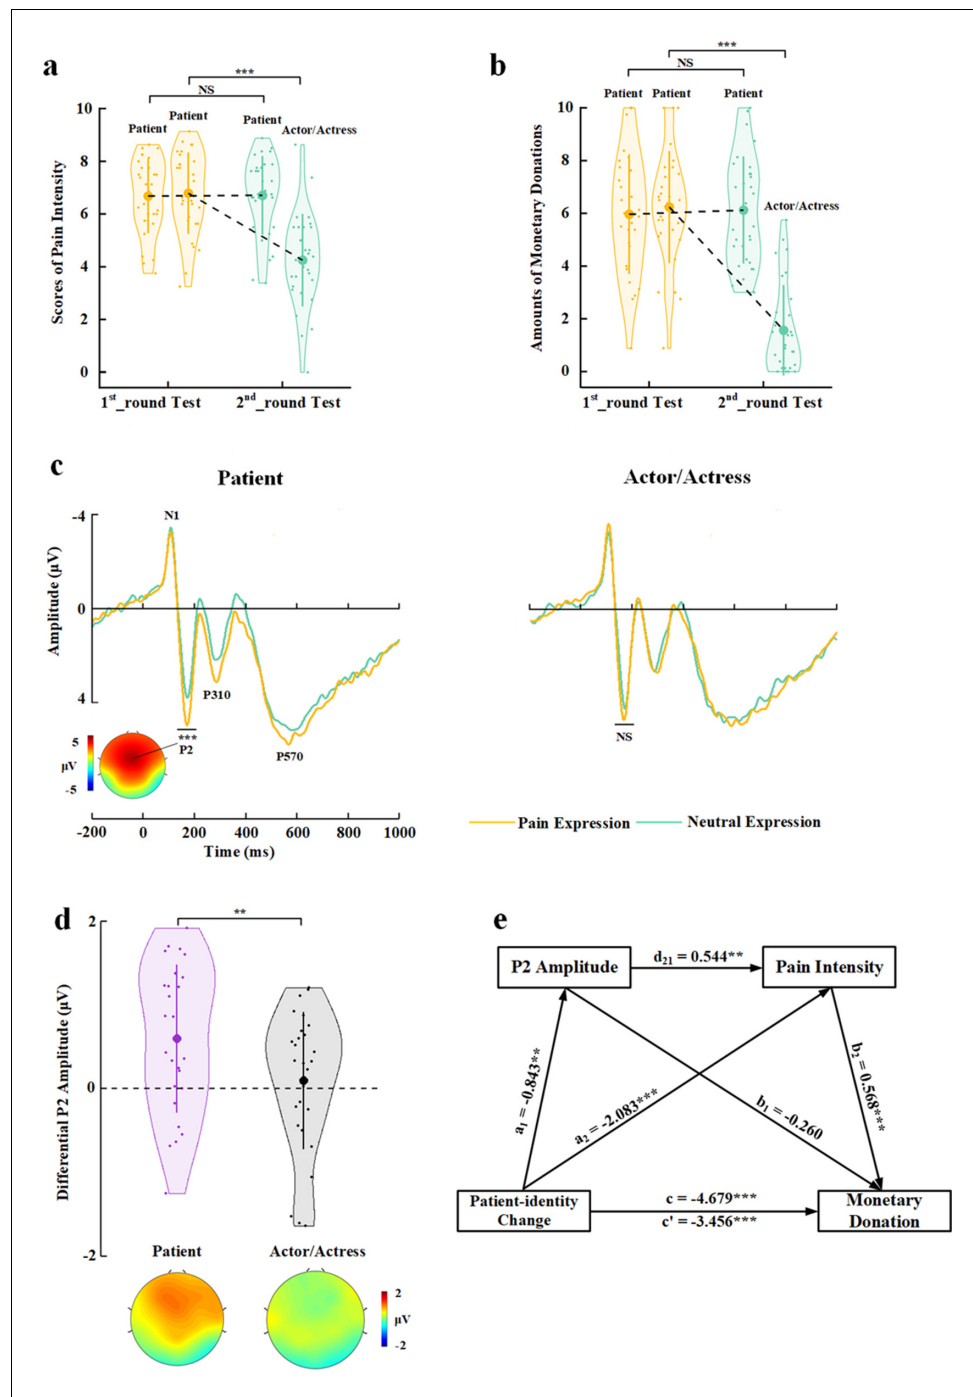 a
***
NS
Patient
Patient
Patient
Actor/Actress
Scores of Pain Intensity
10
8
6
4
2
0
1st_round Test
2nd_round Test
b
***
NS
Patient
Patient
Patient
Actor/Actress
Amounts of Monetary Donations
10
8
6
4
2
0
1st_round Test
2nd_round Test
c
Patient
Actor/Actress
-4
0
4
Amplitude (µV)
N1
P310
***
P2
P570
NS
5
µV
-5
-200
0
200
400
600
800
1000
Time (ms)
Pain Expression
Neutral Expression
d
**
2
0
-2
Differential P2 Amplitude (µV)
Patient
Actor/Actress
2
µV
-2
e
P2 Amplitude
d21 = 0.544**
Pain Intensity
a1 = -0.843**
a2 = -2.083***
b1 = -0.260
b2 = 0.568***
Patient-identity
Change
c = -4.679***
c' = -3.456***
Monetary
Donation